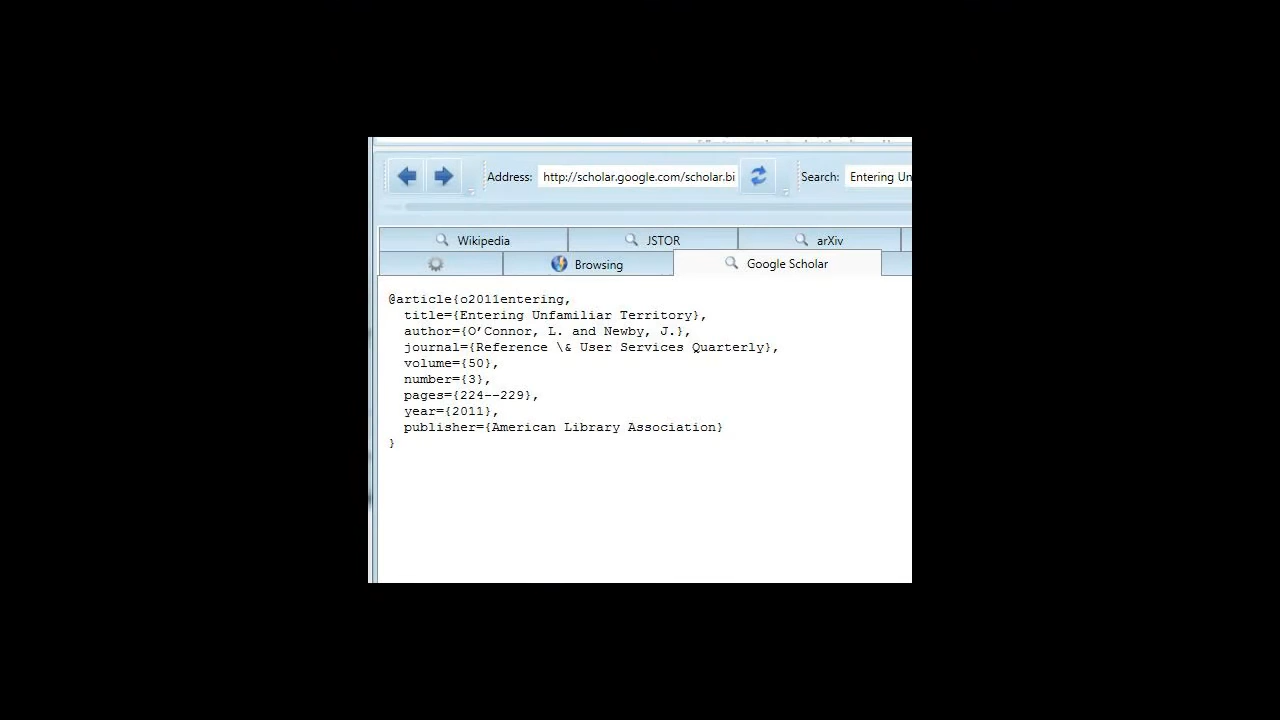 Address: http://scholar.google.com/scholar.bi Search: Entering Un
Wikipedia JSTOR arXiv
Browsing Google Scholar
@article{o2011entering,
title={Entering Unfamiliar Territory},
author={O’Connor, L. and Newby, J.},
journal={Reference \& User Services Quarterly},
volume={50},
number={3},
pages={224--229},
year={2011},
publisher={American Library Association}
}